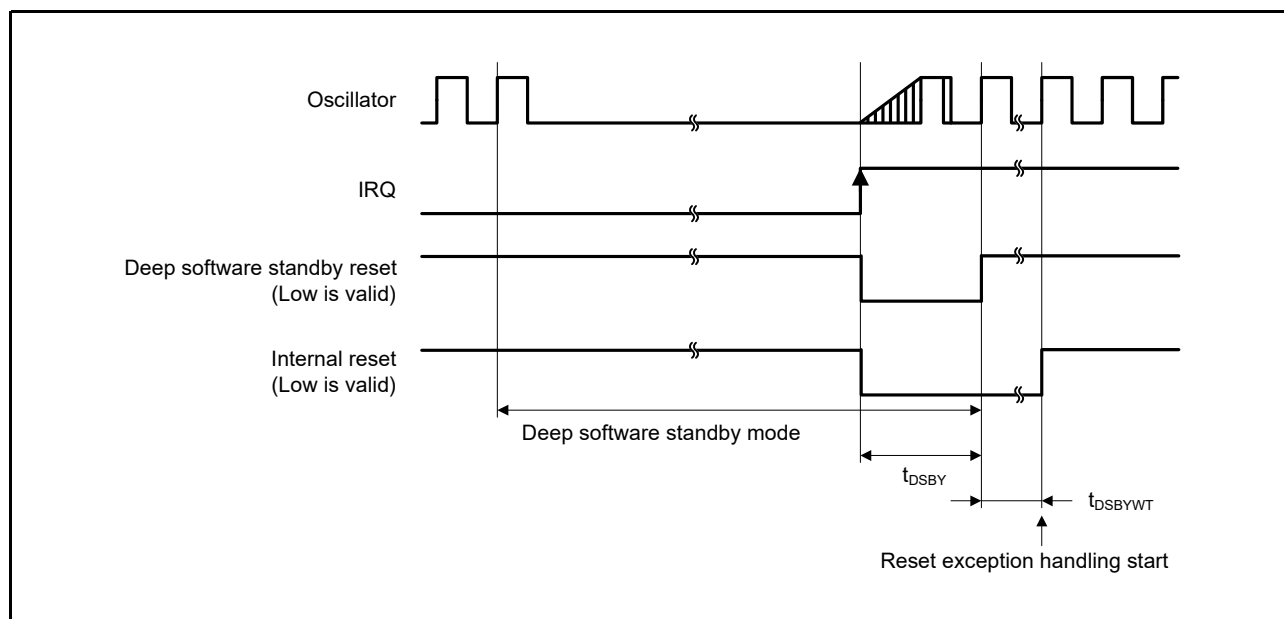 Oscillator
IRQ
Deep software standby reset
(Low is valid)
Internal reset
(Low is valid)
Deep software standby mode
tDSBY
tDSBYWT
Reset exception handling start